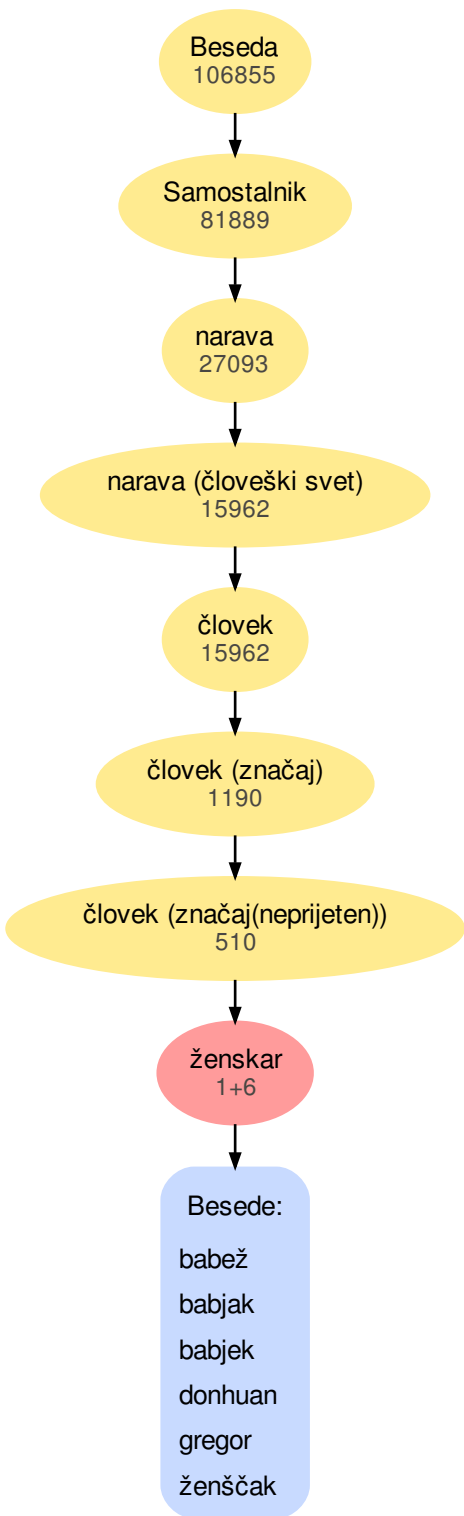 Beseda
106855
Samostalnik
81889
narava
27093
narava (človeški svet)
15962
človek
15962
človek (značaj)
1190
človek (značaj(neprijeten))
510
ženskar
1+6
Besede:
babež
babjak
babjek
donhuan
gregor
ženščak